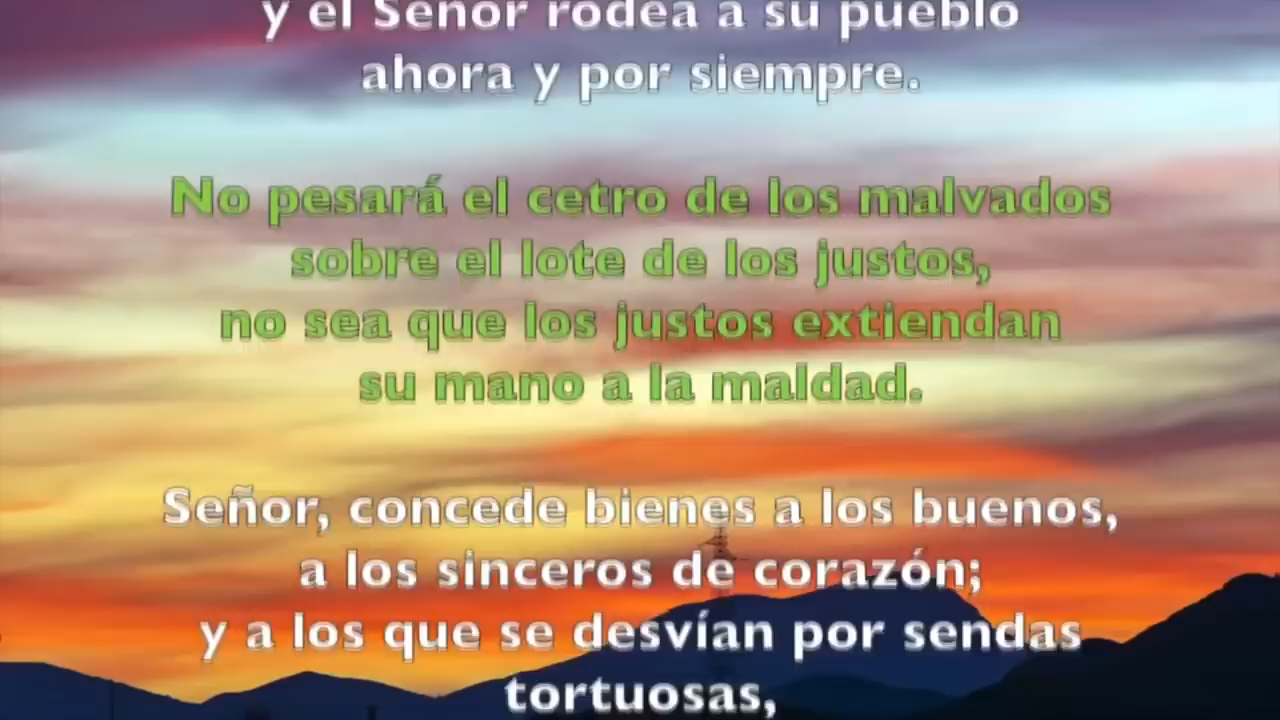 y el Señor rodea a su pueblo
ahora y por siempre.
No pesará el cetro de los malvados
sobre el lote de los justos,
no sea que los justos extiendan
su mano a la maldad.
Señor, concede bienes a los buenos,
a los sinceros de corazón;
y a los que se desvían por sendas
tortuosas,